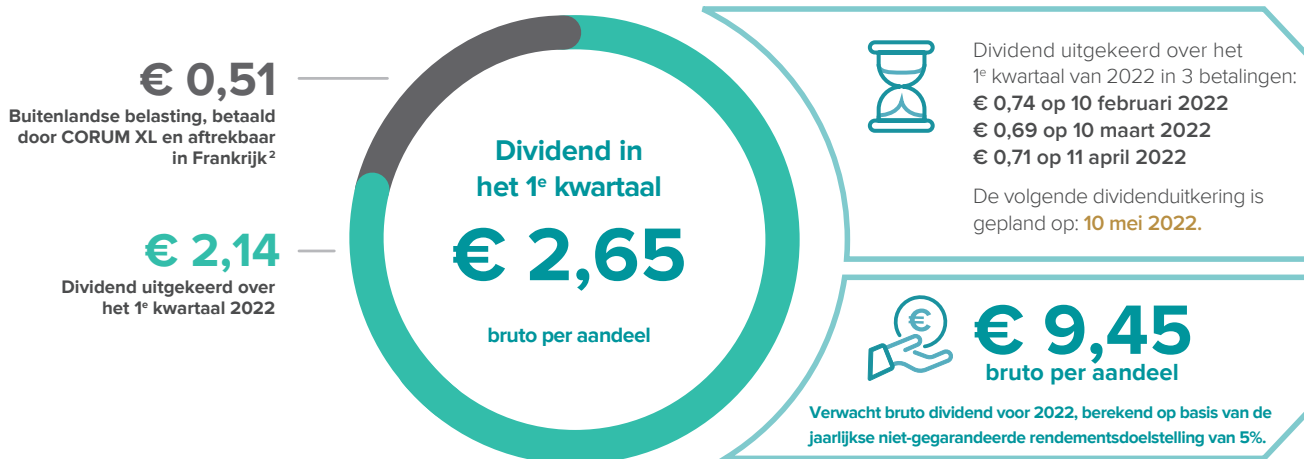 € 0,51
Buitenlandse belasting, betaald
door CORUM XL en aftrekbaar
in Frankrijk²
€ 2,14
Dividend uitgekeerd over
het 1ᵉ kwartaal 2022
Dividend in
het 1ᵉ kwartaal
€ 2,65
bruto per aandeel
Dividend uitgekeerd over het
1ᵉ kwartaal van 2022 in 3 betalingen:
€ 0,74 op 10 februari 2022
€ 0,69 op 10 maart 2022
€ 0,71 op 11 april 2022
De volgende dividenduitkering is
gepland op: 10 mei 2022.
€
€ 9,45
bruto per aandeel
Verwacht bruto dividend voor 2022, berekend op basis van de
jaarlijkse niet-gegarandeerde rendementsdoelstelling van 5%.